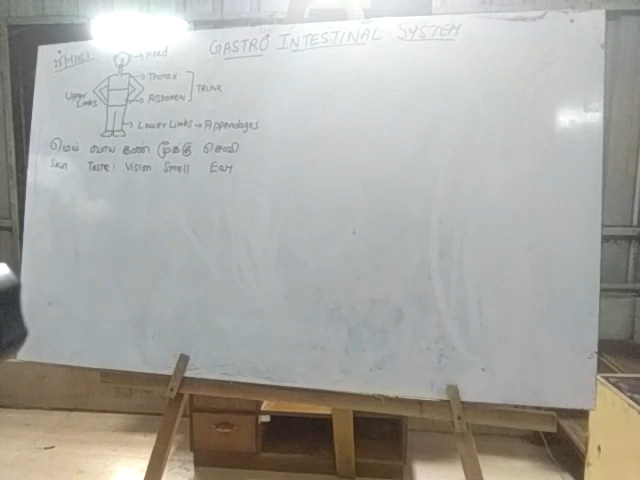 GASTRO INTESTINAL SYSTEM
Head
Thorax
Upper Limbs
ABDOMEN
TRUNK
Lower Limbs → Appendages
மெய் வாய் கண் மூக்கு செவி
Skin Taste Vision Smell Ear